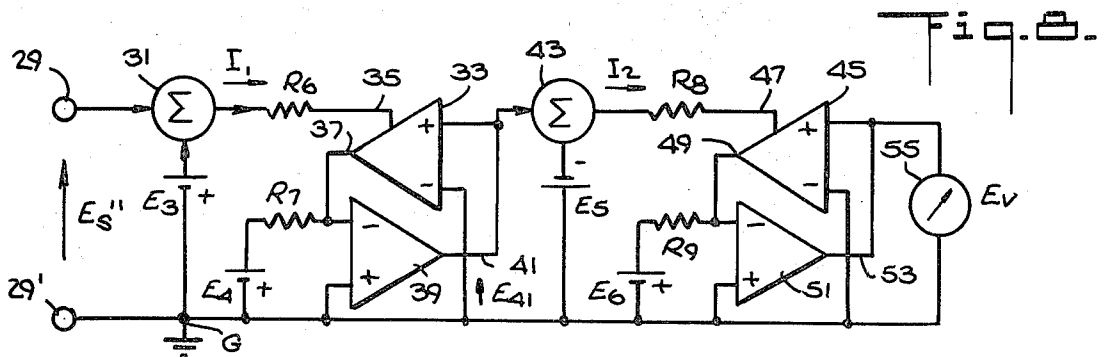 Fig. 8.
29
31
Σ
I1
R6
35
33
+
-
37
43
Σ
I2
R8
47
45
+
-
49
55
Ev
Es"
E3 +
R7
-
+
39
E4 +
41
E41
-
E5
R9
-
+
51
E6 +
53
29'
G